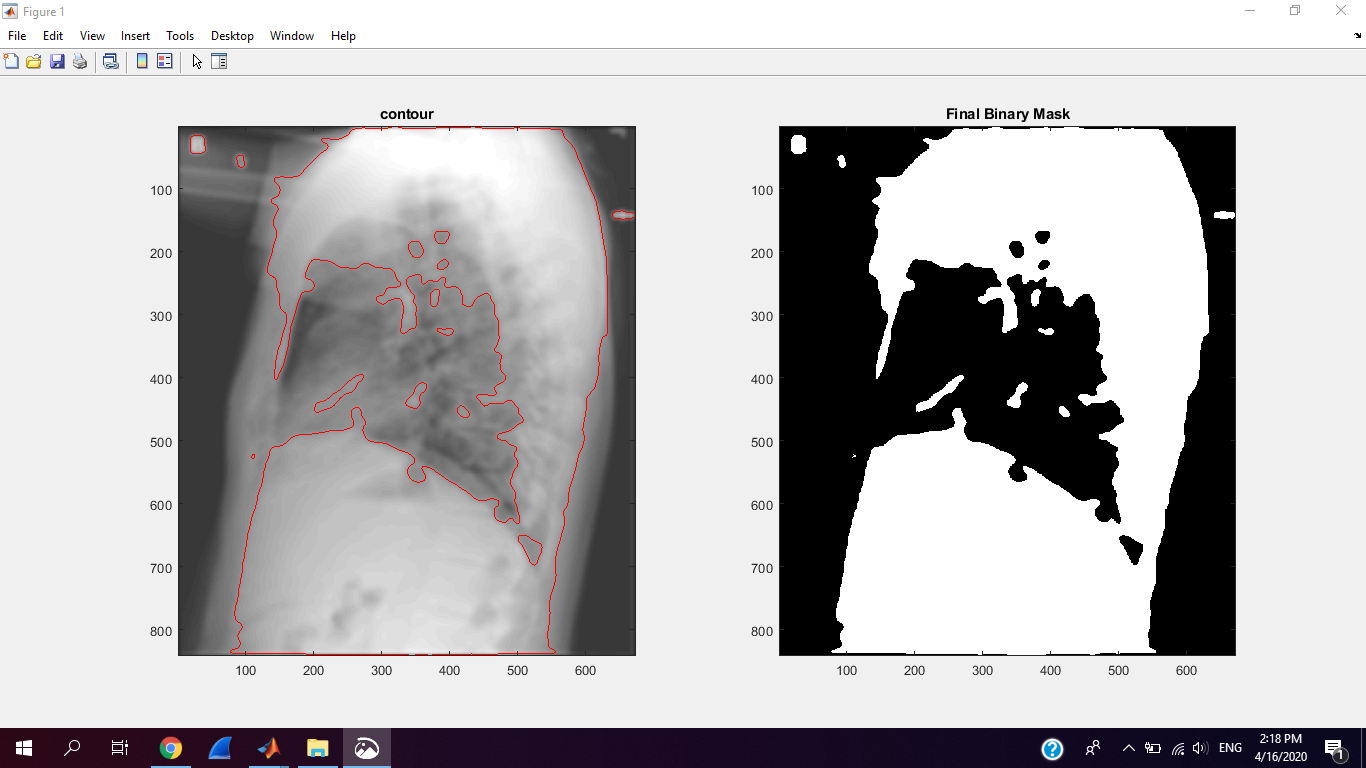 Figure 1
File Edit View Insert Tools Desktop Window Help
contour
Final Binary Mask
100
200
300
400
500
600
700
800
100 200 300 400 500 600
100
200
300
400
500
600
700
800
100 200 300 400 500 600
ENG
2:18 PM
4/16/2020
1